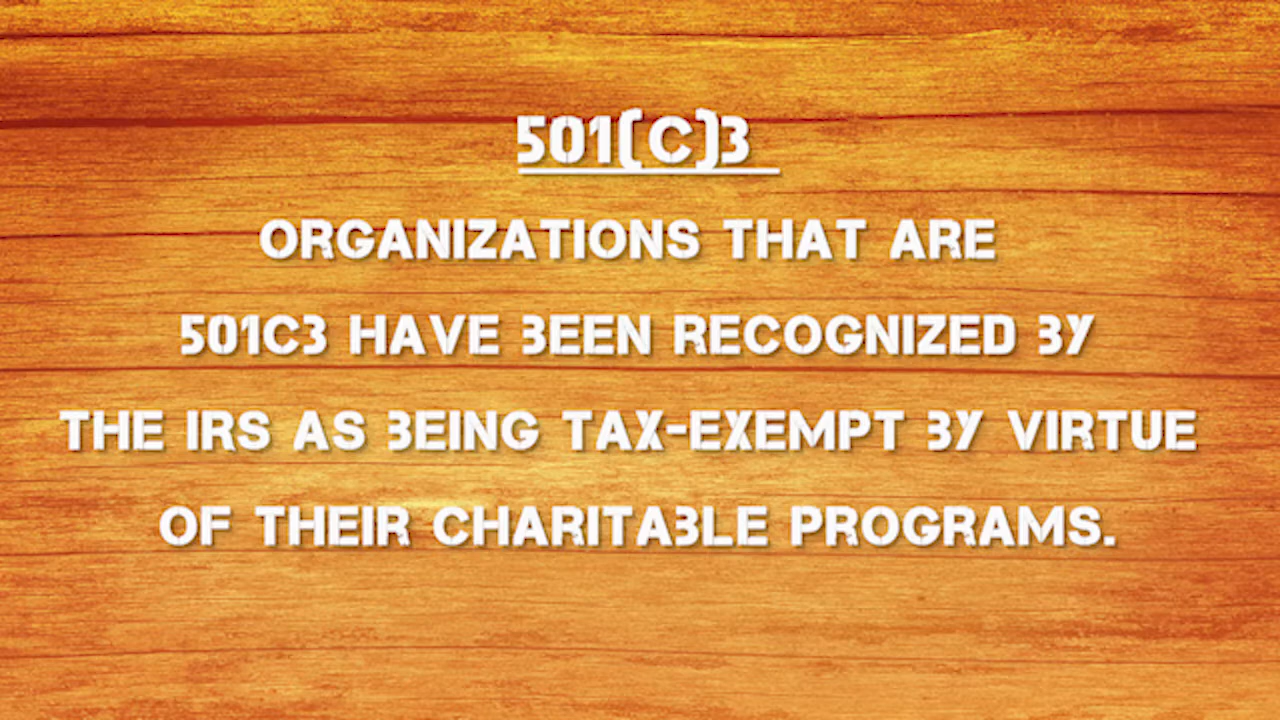 501(C)3
ORGANIZATIONS THAT ARE
501C3 HAVE BEEN RECOGNIZED BY
THE IRS AS BEING TAX-EXEMPT BY VIRTUE
OF THEIR CHARITABLE PROGRAMS.